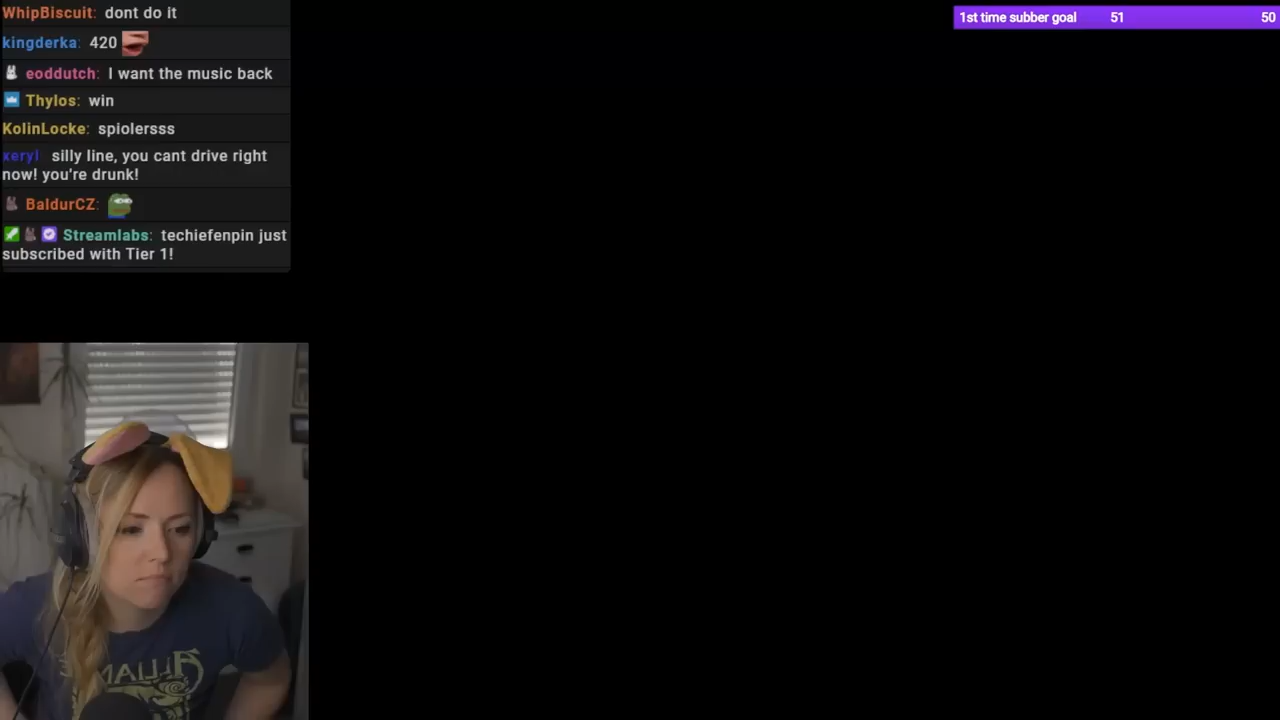 WhipBiscuit: dont do it
1st time subber goal 51 50
kingderka: 420
eoddutch: I want the music back
Thylos: win
KolinLocke: spiolersss
xeryl silly line, you cant drive right
now! you're drunk!
BaldurCZ:
Streamlabs: techiefenpin just
subscribed with Tier 1!